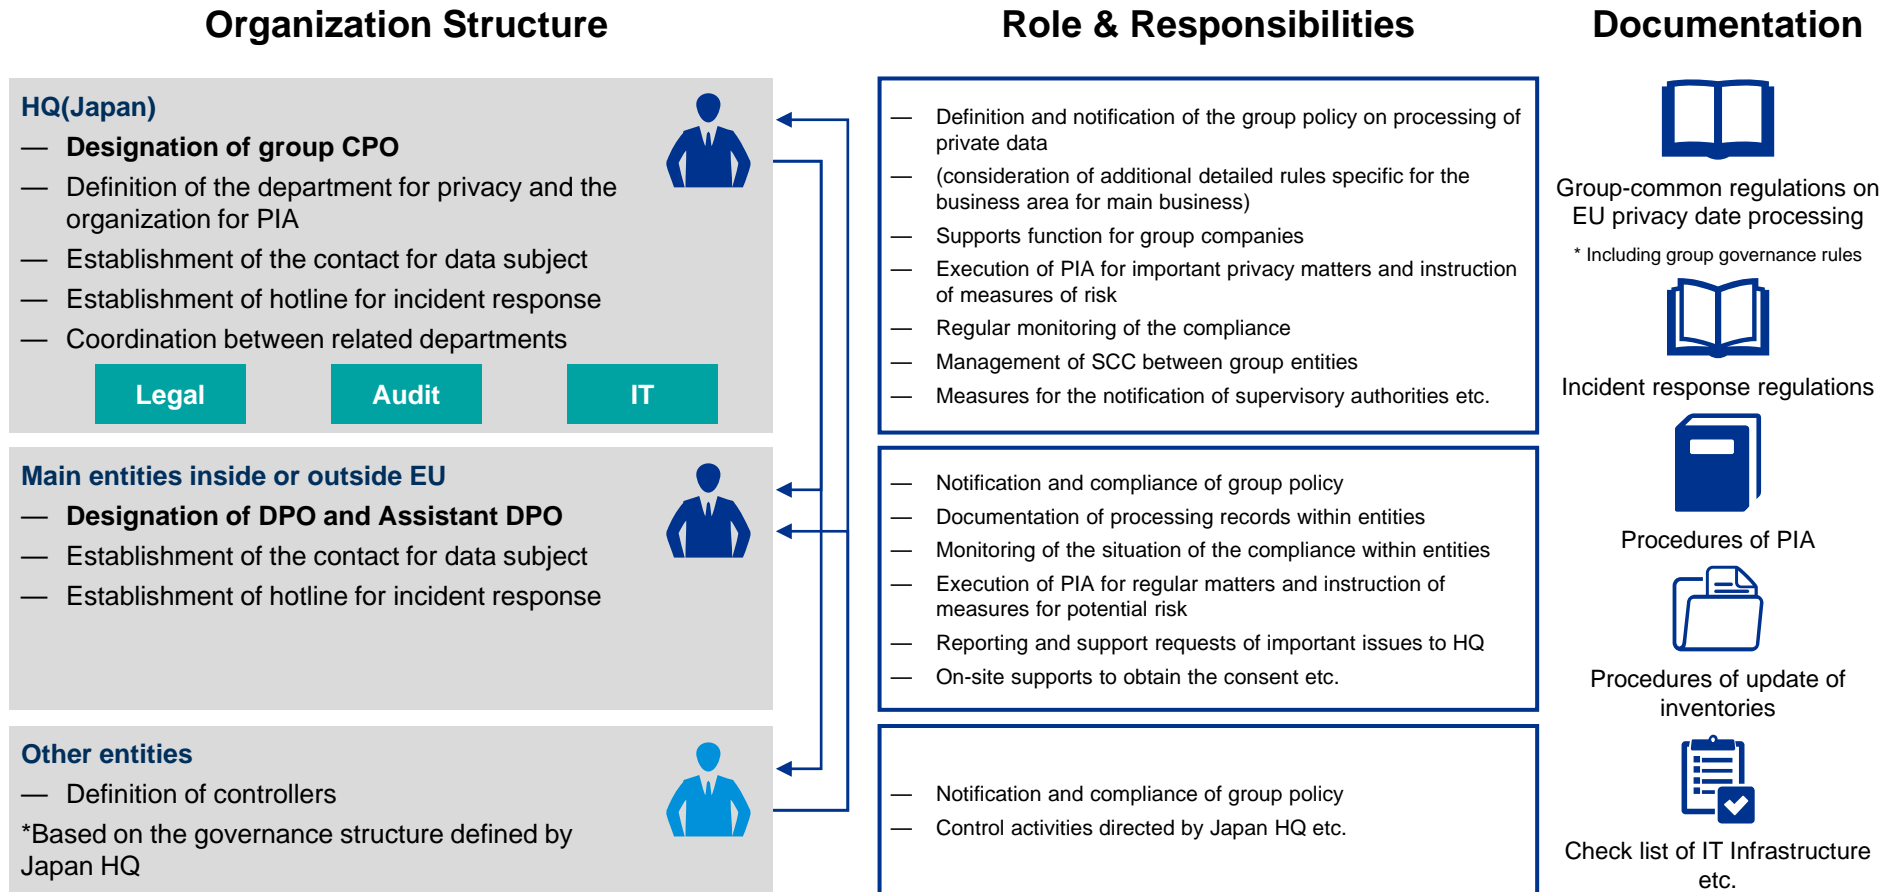 Organization Structure
Role & Responsibilities
Documentation
HQ(Japan)
— Designation of group CPO
— Definition of the department for privacy and the
organization for PIA
— Establishment of the contact for data subject
— Establishment of hotline for incident response
— Coordination between related departments
Legal
Audit
IT
— Definition and notification of the group policy on processing of
private data
— (consideration of additional detailed rules specific for the
business area for main business)
— Supports function for group companies
— Execution of PIA for important privacy matters and instruction
of measures of risk
— Regular monitoring of the compliance
— Management of SCC between group entities
— Measures for the notification of supervisory authorities etc.
Main entities inside or outside EU
— Designation of DPO and Assistant DPO
— Establishment of the contact for data subject
— Establishment of hotline for incident response
— Notification and compliance of group policy
— Documentation of processing records within entities
— Monitoring of the situation of the compliance within entities
— Execution of PIA for regular matters and instruction of
measures for potential risk
— Reporting and support requests of important issues to HQ
— On-site supports to obtain the consent etc.
Other entities
— Definition of controllers
*Based on the governance structure defined by
Japan HQ
— Notification and compliance of group policy
— Control activities directed by Japan HQ etc.
Group-common regulations on
EU privacy date processing
* Including group governance rules
Incident response regulations
Procedures of PIA
Procedures of update of
inventories
Check list of IT Infrastructure
etc.